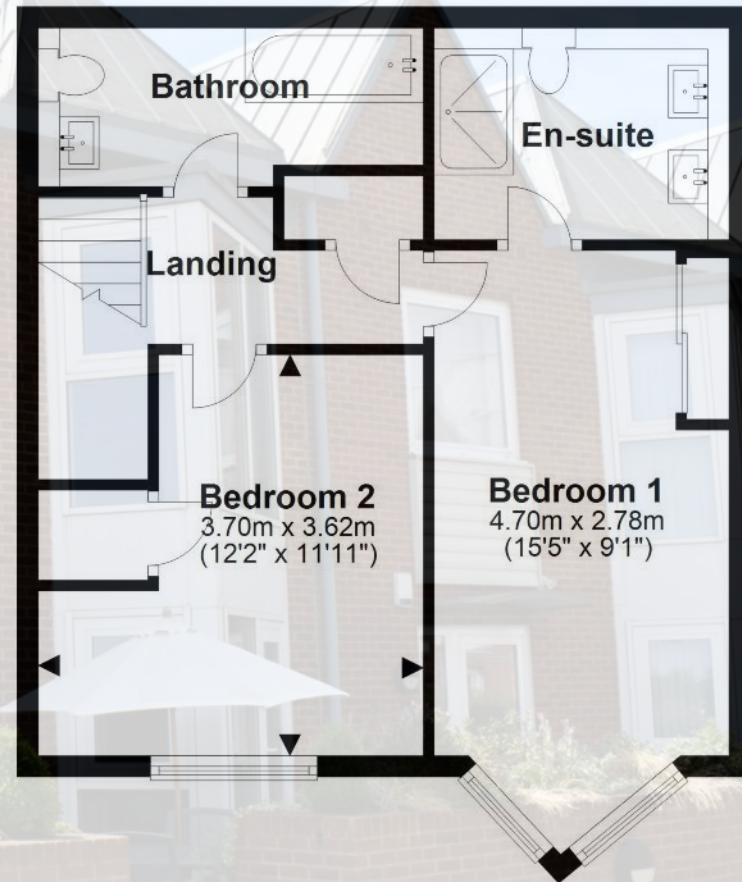 Bathroom
En-suite
Landing
Bedroom 2
3.70m x 3.62m
(12'2" x 11'11")
Bedroom 1
4.70m x 2.78m
(15'5" x 9'1")